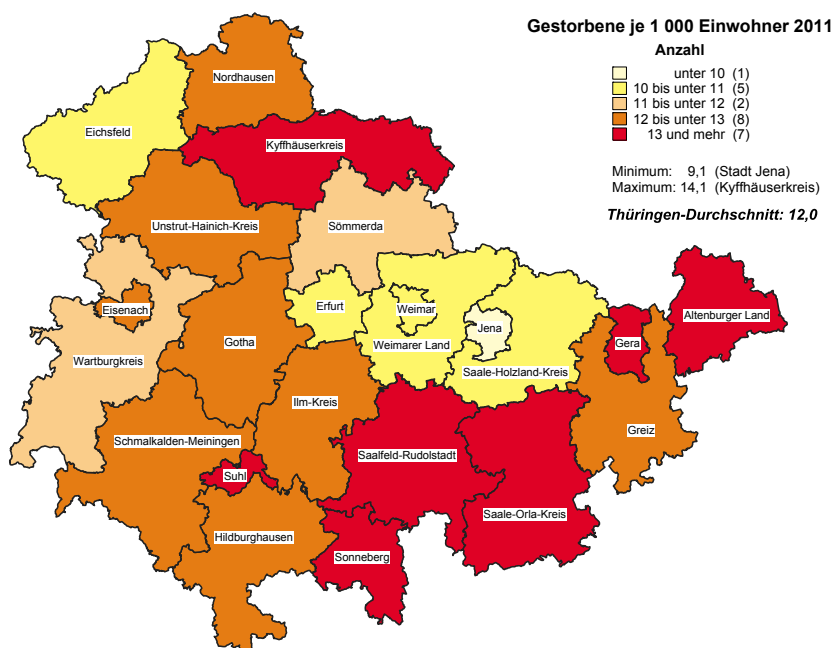 Gestorbene je 1 000 Einwohner 2011
Anzahl
unter 10 (1)
10 bis unter 11 (5)
11 bis unter 12 (2)
12 bis unter 13 (8)
13 und mehr (7)
Minimum: 9,1 (Stadt Jena)
Maximum: 14,1 (Kyffhäuserkreis)
Thüringen-Durchschnitt: 12,0
Nordhausen
Eichsfeld
Kyffhäuserkreis
Unstrut-Hainich-Kreis
Sömmerda
Eisenach
Erfurt
Weimar
Jena
Altenburger Land
Gotha
Weimarer Land
Gera
Wartburgkreis
Saale-Holzland-Kreis
Ilm-Kreis
Greiz
Schmalkalden-Meiningen
Saalfeld-Rudolstadt
Suhl
Saale-Orla-Kreis
Hildburghausen
Sonneberg